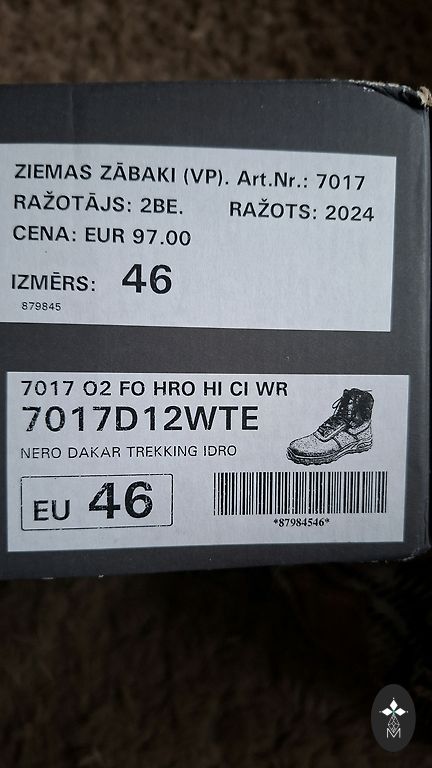 ZIEMAS ZĀBAKI (VP). Art.Nr.: 7017
RAŽOTĀJS: 2BE. RAŽOTS: 2024
CENA: EUR 97.00
IZMĒRS: 46
879845
7017 O2 FO HRO HI CI WR
7017D12WTE
NERO DAKAR TREKKING IDRO
EU 46
*87984546*
M